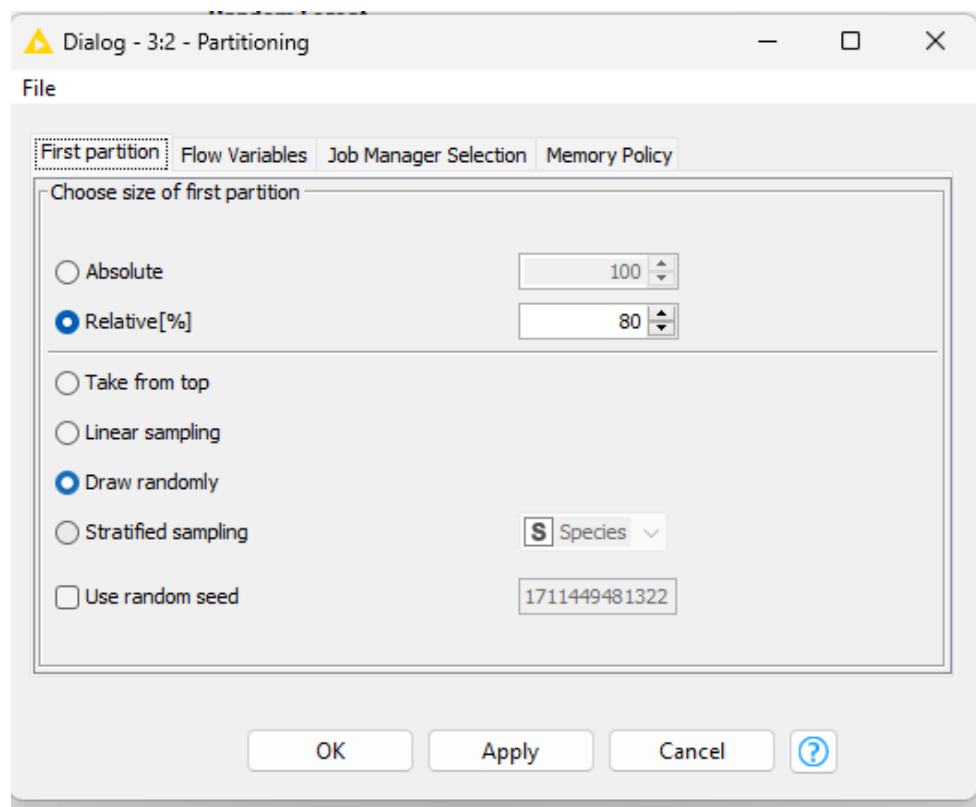 Random Forest
Dialog - 3:2 - Partitioning
File
First partition Flow Variables Job Manager Selection Memory Policy
Choose size of first partition
Absolute 100
Relative[%] 80
Take from top
Linear sampling
Draw randomly
Stratified sampling S Species
Use random seed 1711449481322
OK Apply Cancel ?